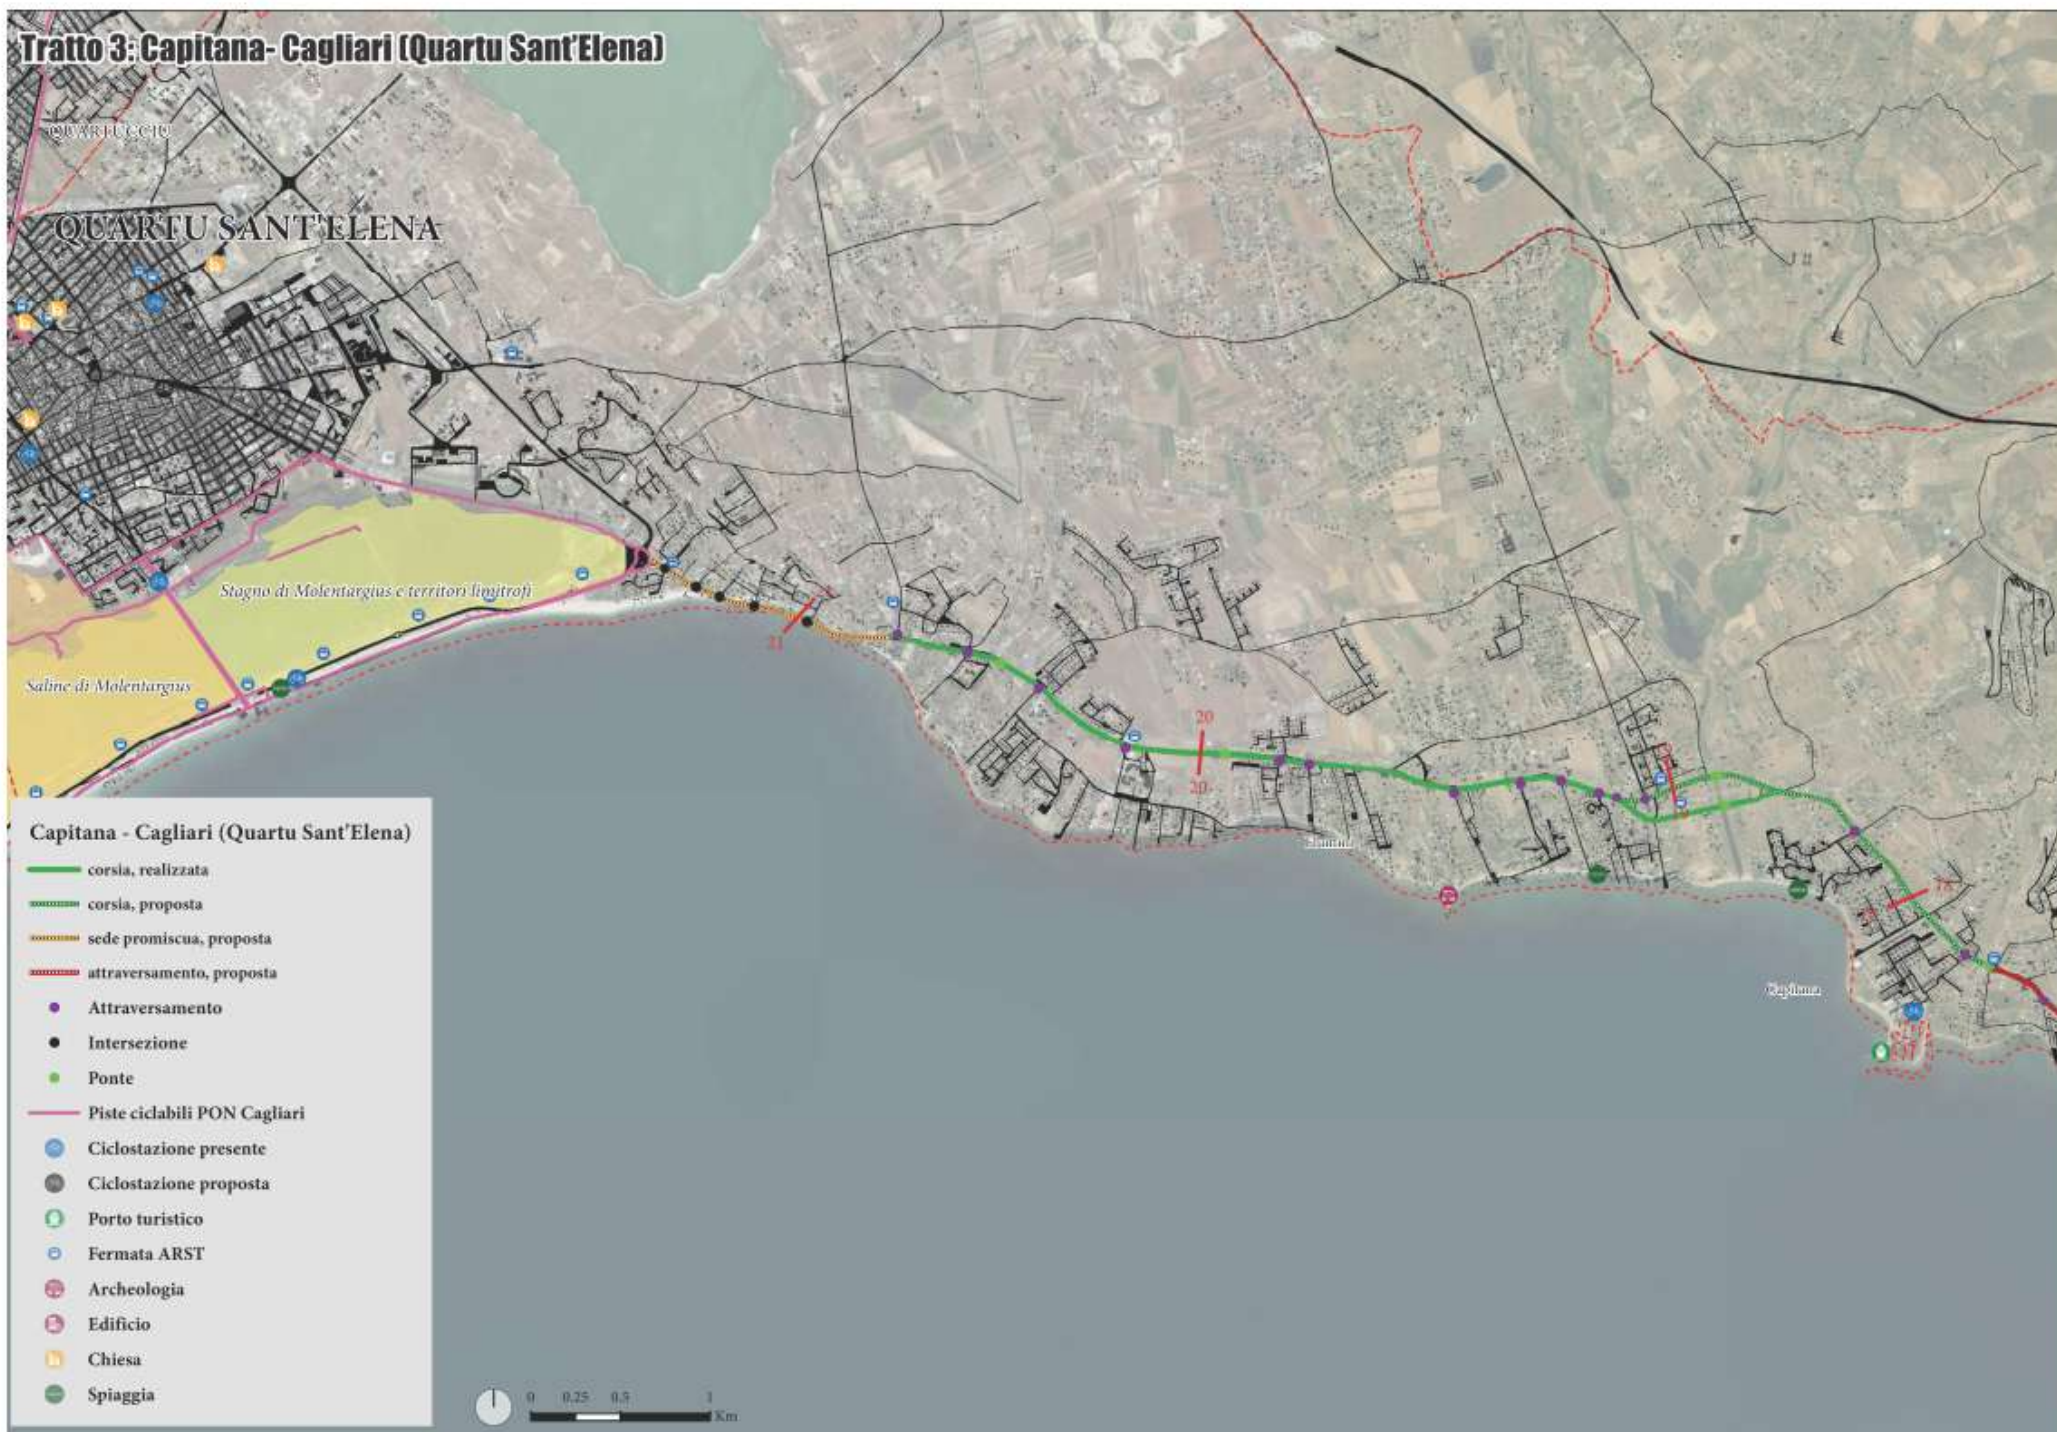 Tratto 3: Capitana- Cagliari (Quartu Sant'Elena)
QUARTUCCIU
QUARTU SANT'ELENA
Stagno di Molentargius e territori limitrofi
Saline di Molentargius
21
20
20
18
Capitana
Capitana - Cagliari (Quartu Sant'Elena)
corsia, realizzata
corsia, proposta
sede promiscua, proposta
attraversamento, proposta
Attraversamento
Intersezione
Ponte
Piste ciclabili PON Cagliari
Ciclostazione presente
Ciclostazione proposta
Porto turistico
Fermata ARST
Archeologia
Edificio
Chiesa
Spiaggia
0 0.25 0.5 1
Km